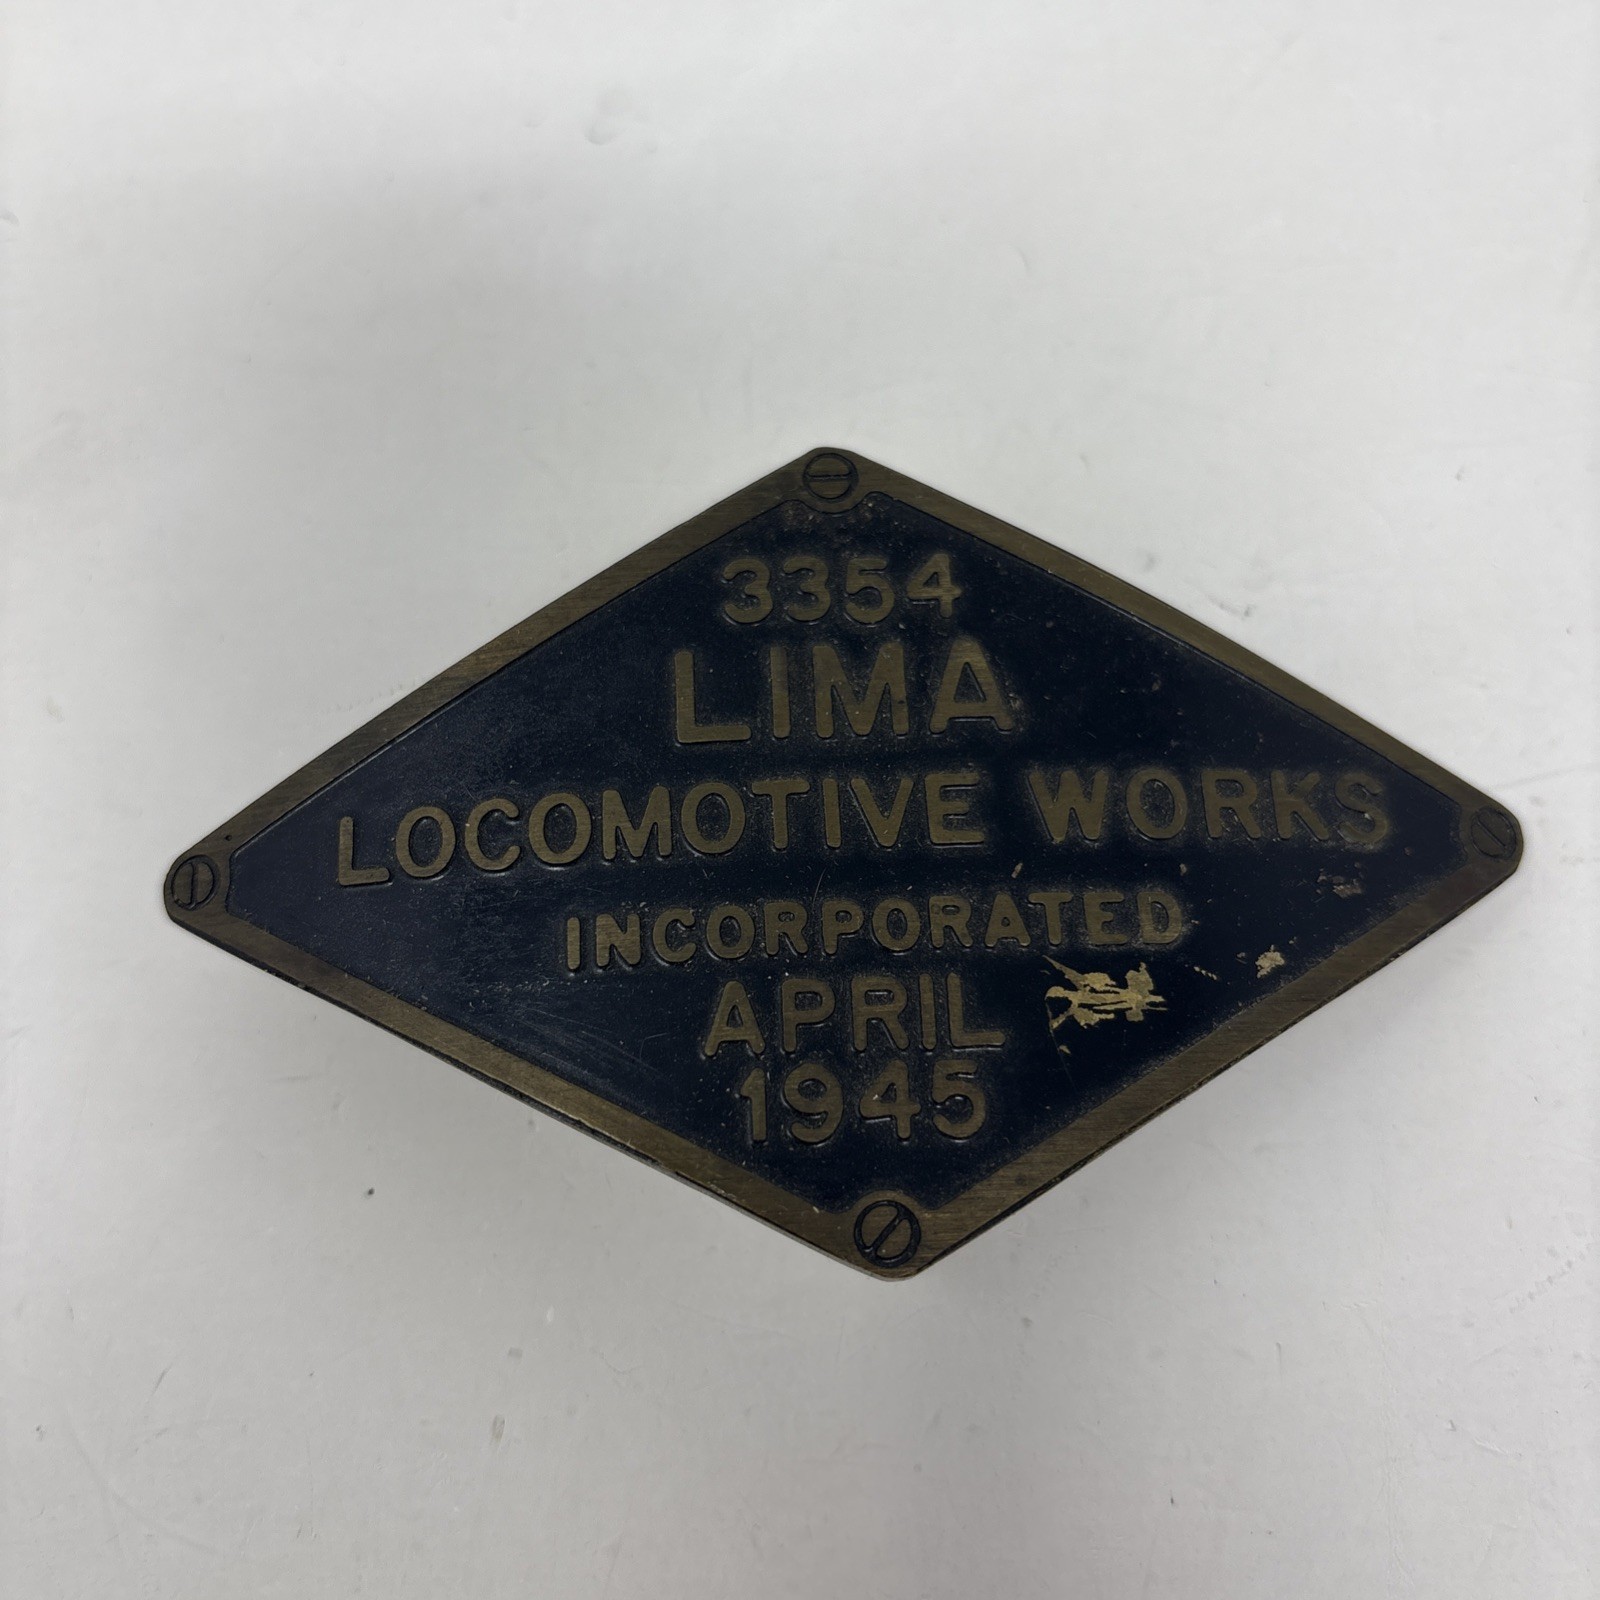 3354
LIMA
LOCOMOTIVE WORKS
INCORPORATED
APRIL
1945